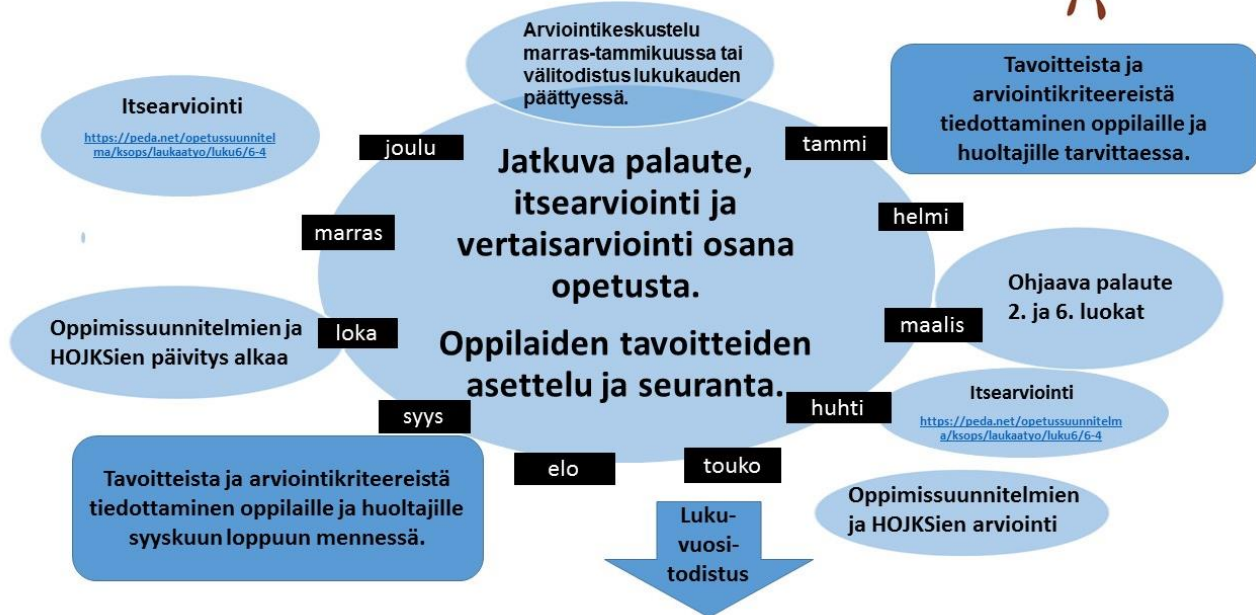 Arviointikeskustelu
marras-tammikuussa tai
välitodistus lukukauden
päättyessä.
Tavoitteista ja
arviointikriteereistä
tiedottaminen oppilaille ja
huoltajille tarvittaessa.
Itsearviointi
https://peda.net/opetussuunnitel
ma/ksops/laukaatyo/luku6/6-4
joulu
tammi
Jatkuva palaute,
itsearviointi ja
vertaisarviointi osana
opetusta.
marras
helmi
Ohjaava palaute
2. ja 6. luokat
Oppimissuunnitelmien ja
HOJKSien päivitys alkaa
loka
maalis
Oppilaiden tavoitteiden
asettelu ja seuranta.
Itsearviointi
https://peda.net/opetussuunnitelm
a/ksops/laukaatyo/luku6/6-4
syys
huhti
elo
touko
Tavoitteista ja arviointikriteereistä
tiedottaminen oppilaille ja huoltajille
syyskuun loppuun mennessä.
Oppimissuunnitelmien
ja HOJKSien arviointi
Luku-
vuosi-
todistus